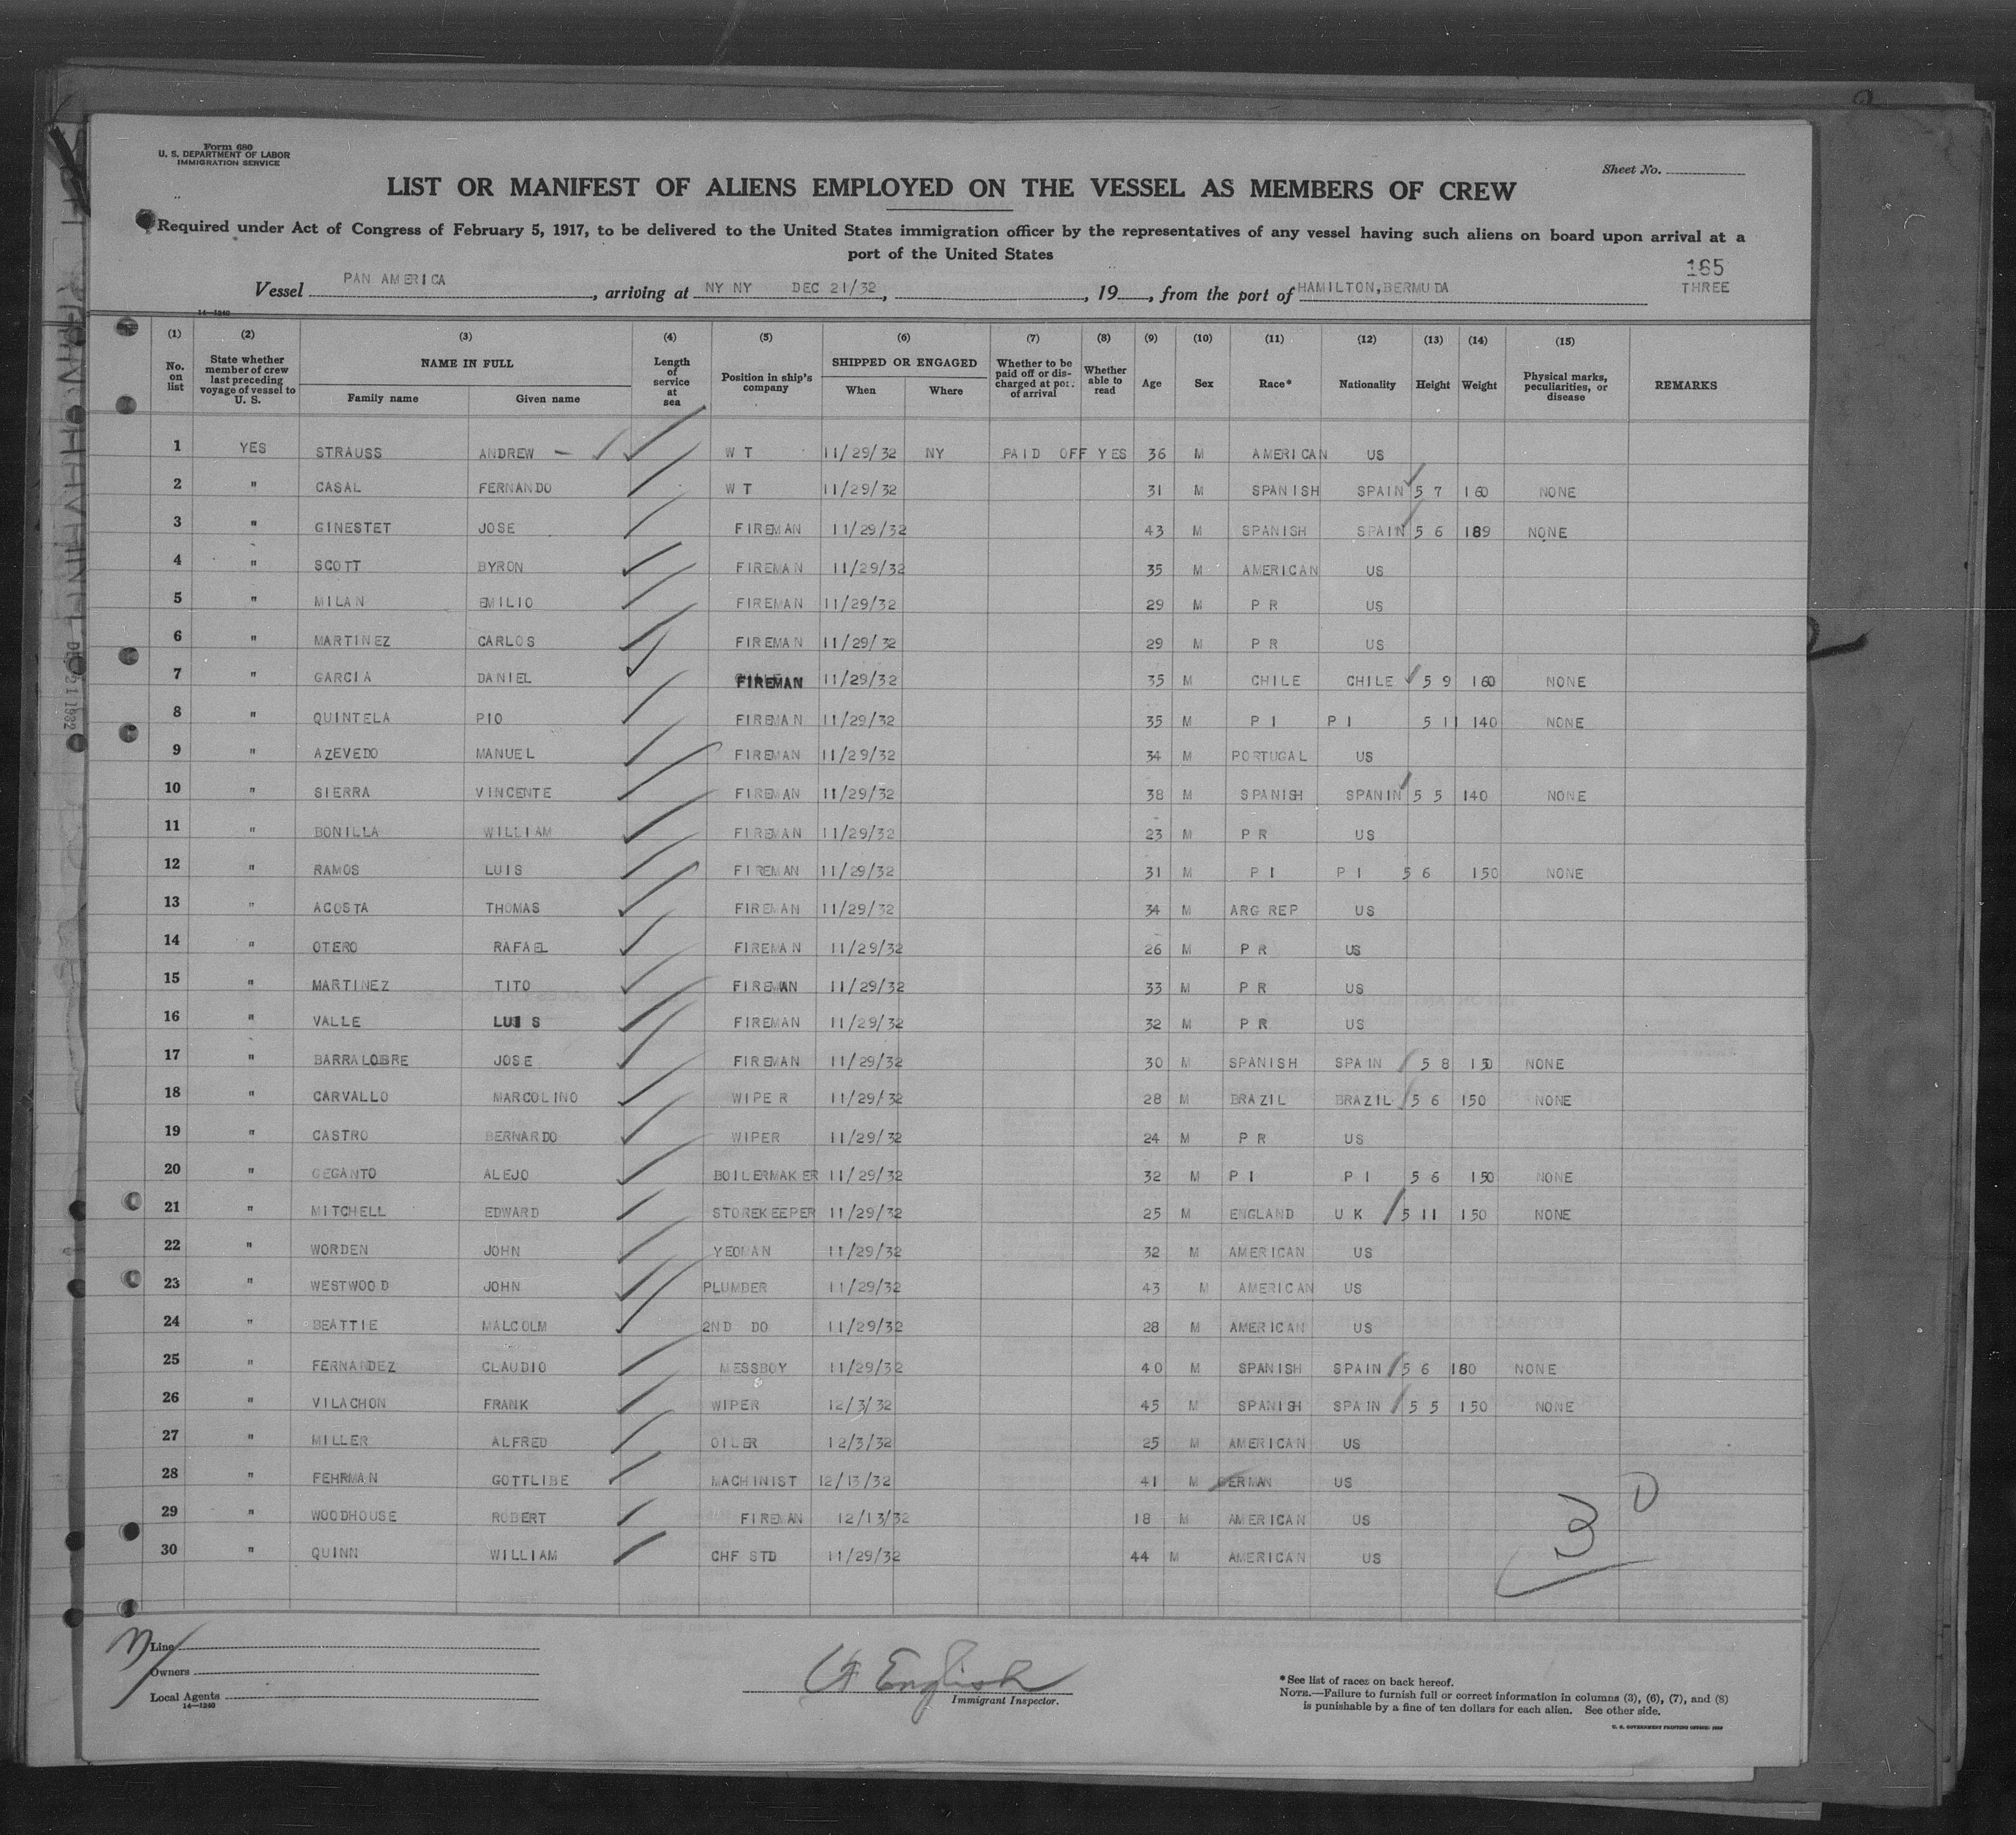 Form 680
U. S. DEPARTMENT OF LABOR
IMMIGRATION SERVICE
Sheet No.
LIST OR MANIFEST OF ALIENS EMPLOYED ON THE VESSEL AS MEMBERS OF CREW
Required under Act of Congress of February 5, 1917, to be delivered to the United States immigration officer by the representatives of any vessel having such aliens on board upon arrival at a
port of the United States
165
THREE
Vessel PAN AMERICA, arriving at NY NY DEC 21/32, 19, from the port of HAMILTON, BERMUDA
14—1240
(1) (2) (3) (4) (5) (6) (7) (8) (9) (10) (11) (12) (13) (14) (15)
No. on list State whether member of crew last preceding voyage of vessel to U. S. NAME IN FULL Family name Given name Length of service at sea Position in ship's company SHIPPED OR ENGAGED When Where Whether to be paid off or discharged at port of arrival Whether able to read Age Sex Race* Nationality Height Weight Physical marks, peculiarities, or disease REMARKS
1 YES STRAUSS ANDREW — W T 11/29/32 NY PAID OFF YES 36 M AMERICAN US
2 " CASAL FERNANDO W T 11/29/32 31 M SPANISH SPAIN 5 7 160 NONE
3 " GINESTET JOSE FIREMAN 11/29/32 43 M SPANISH SPAIN 5 6 189 NONE
4 " SCOTT BYRON FIREMAN 11/29/32 35 M AMERICAN US
5 " MILAN EMILIO FIREMAN 11/29/32 29 M P R US
6 " MARTINEZ CARLOS FIREMAN 11/29/32 29 M P R US
7 " GARCIA DANIEL FIREMAN 11/29/32 35 M CHILE CHILE 5 9 160 NONE
8 " QUINTELA PIO FIREMAN 11/29/32 35 M P I P I 5 11 140 NONE
9 " AZEVEDO MANUEL FIREMAN 11/29/32 34 M PORTUGAL US
10 " SIERRA VINCENTE FIREMAN 11/29/32 38 M SPANISH SPANIN 5 5 140 NONE
11 " BONILLA WILLIAM FIREMAN 11/29/32 23 M P R US
12 " RAMOS LUIS FIREMAN 11/29/32 31 M P I P I 5 6 150 NONE
13 " ACOSTA THOMAS FIREMAN 11/29/32 34 M ARG REP US
14 " OTERO RAFAEL FIREMAN 11/29/32 26 M P R US
15 " MARTINEZ TITO FIREMAN 11/29/32 33 M P R US
16 " VALLE LUIS FIREMAN 11/29/32 32 M P R US
17 " BARRALOBRE JOSE FIREMAN 11/29/32 30 M SPANISH SPAIN 5 8 150 NONE
18 " CARVALLO MARCOLINO WIPER 11/29/32 28 M BRAZIL BRAZIL 5 6 150 NONE
19 " CASTRO BERNARDO WIPER 11/29/32 24 M P R US
20 " GEGANTO ALEJO BOILERMAKER 11/29/32 32 M P I P I 5 6 150 NONE
21 " MITCHELL EDWARD STOREKEEPER 11/29/32 25 M ENGLAND U K 5 11 150 NONE
22 " WORDEN JOHN YEOMAN 11/29/32 32 M AMERICAN US
23 " WESTWOOD JOHN PLUMBER 11/29/32 43 M AMERICAN US
24 " BEATTIE MALCOLM 2ND DO 11/29/32 28 M AMERICAN US
25 " FERNANDEZ CLAUDIO MESSBOY 11/29/32 40 M SPANISH SPAIN 5 6 180 NONE
26 " VILACHON FRANK WIPER 12/3/32 45 M SPANISH SPAIN 5 5 150 NONE
27 " MILLER ALFRED OILER 12/3/32 25 M AMERICAN US
28 " FEHRMAN GOTTLIBE MACHINIST 12/13/32 41 M GERMAN US
29 " WOODHOUSE ROBERT FIREMAN 12/13/32 18 M AMERICAN US
30 " QUINN WILLIAM CHF STD 11/29/32 44 M AMERICAN US
3 D
Line
Owners
Local Agents
14—1240
English
Immigrant Inspector.
*See list of races on back hereof.
NOTE.—Failure to furnish full or correct information in columns (3), (6), (7), and (8)
is punishable by a fine of ten dollars for each alien. See other side.
U. S. GOVERNMENT PRINTING OFFICE: